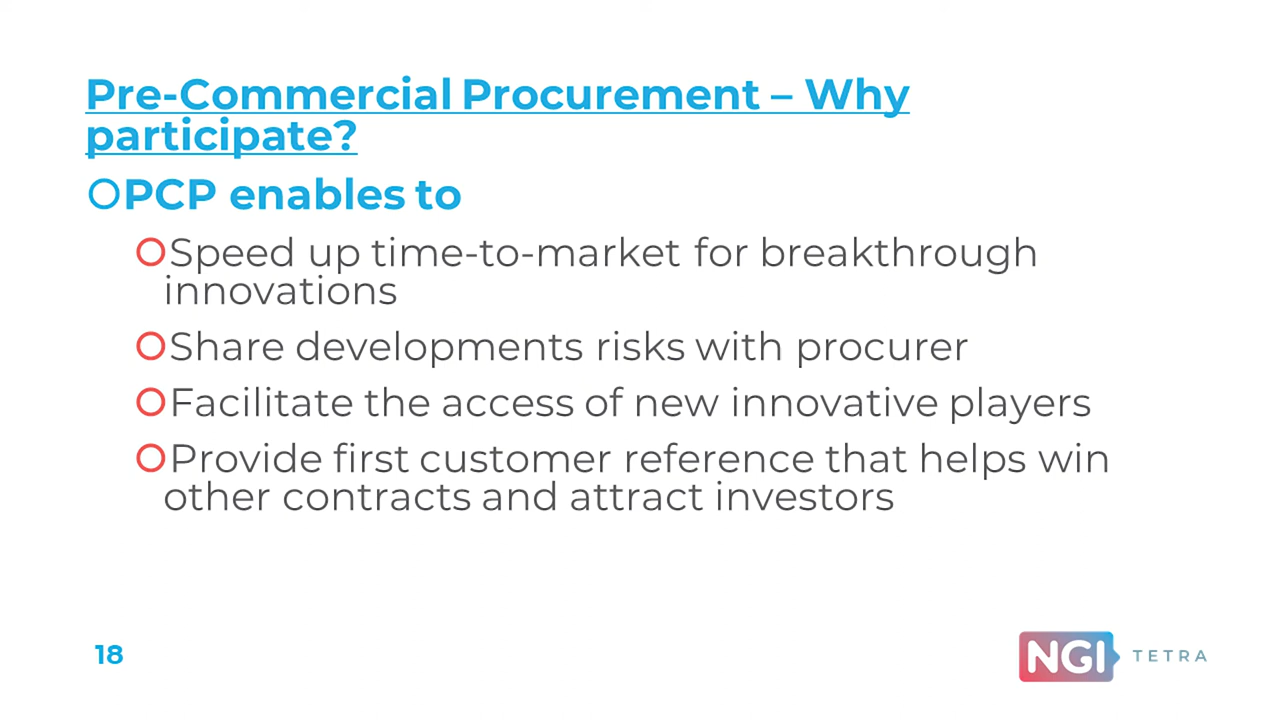 Pre-Commercial Procurement – Why
participate?
PCP enables to
Speed up time-to-market for breakthrough
innovations
Share developments risks with procurer
Facilitate the access of new innovative players
Provide first customer reference that helps win
other contracts and attract investors
18
NGI TETRA